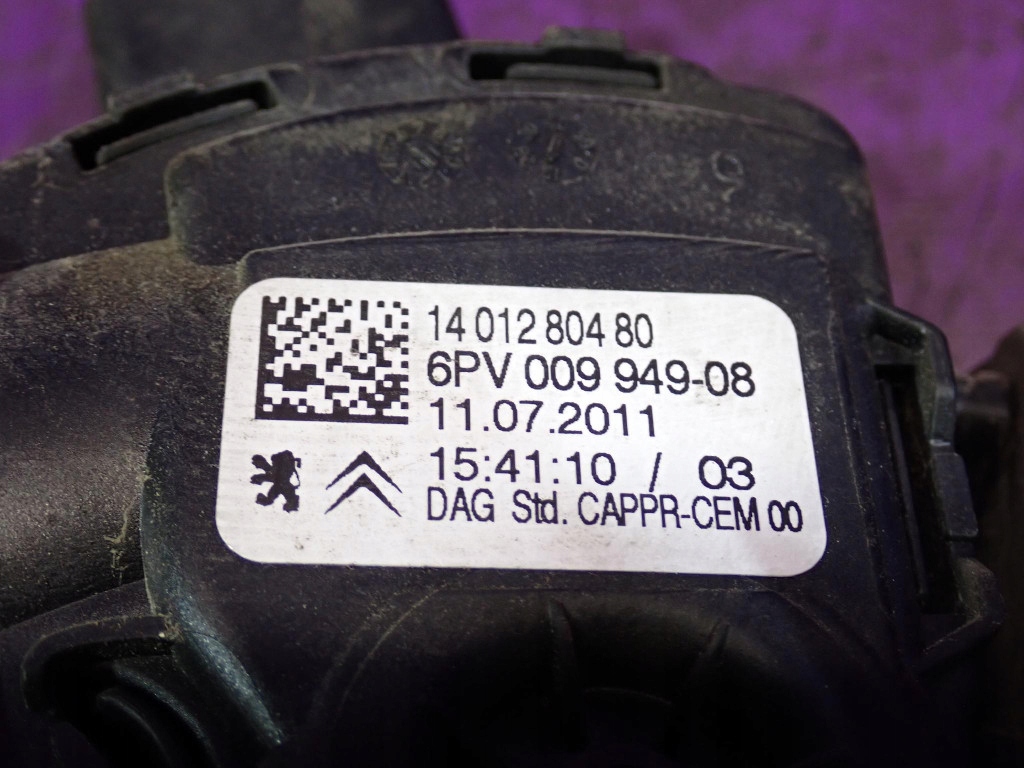 14 012 804 80
6PV 009 949-08
11.07.2011
15:41:10 / 03
DAG Std. CAPPR-CEM 00